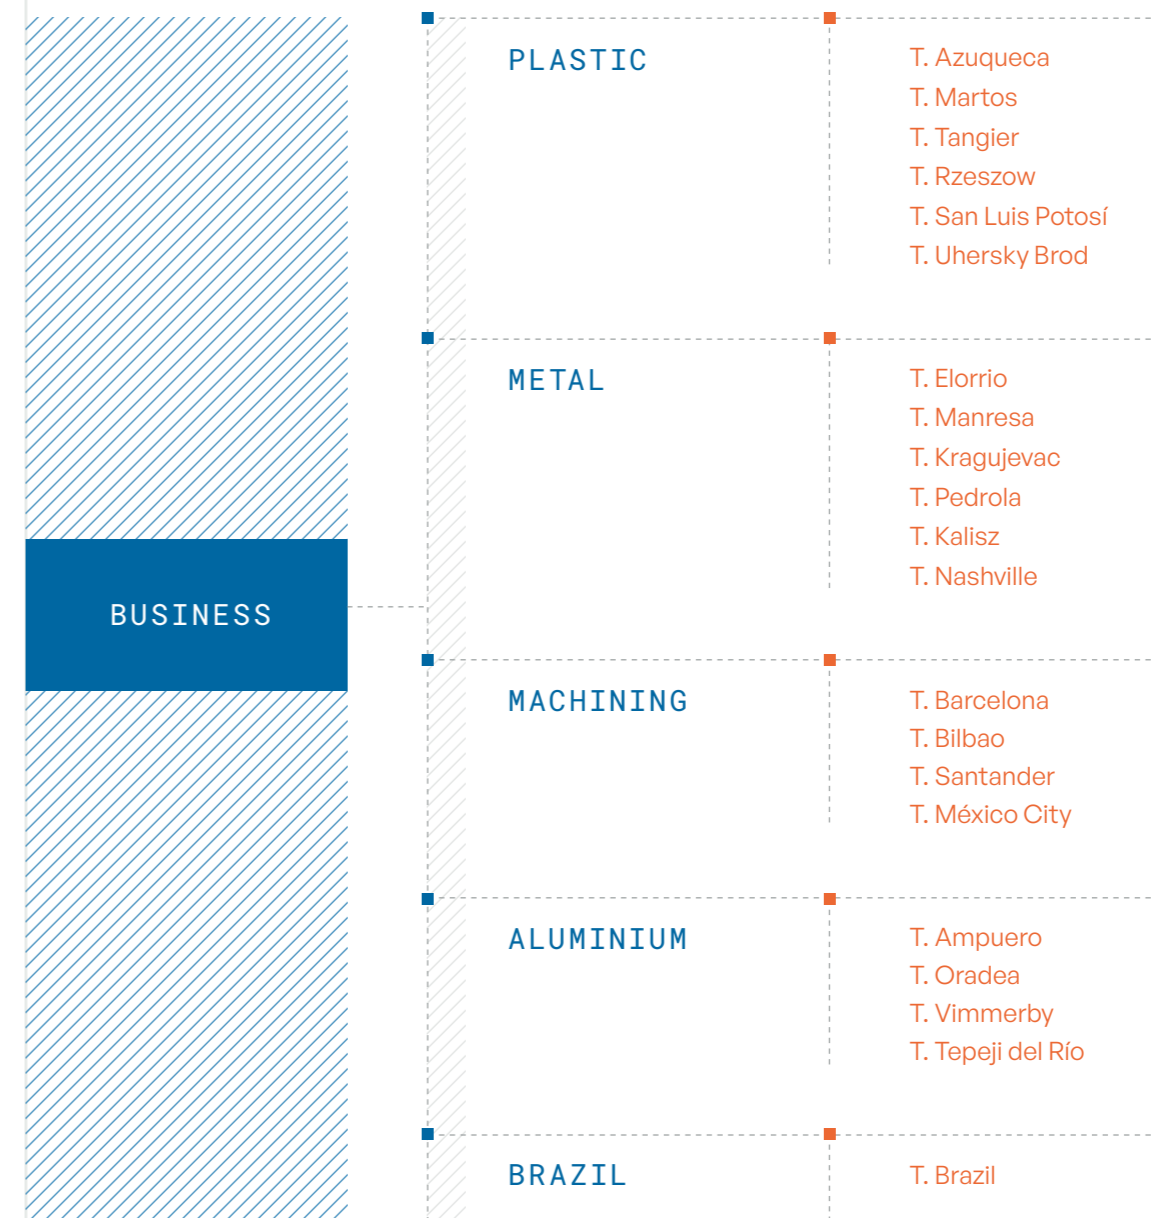 PLASTIC
T. Azuqueca
T. Martos
T. Tangier
T. Rzeszow
T. San Luis Potosí
T. Uhersky Brod
METAL
T. Elorrio
T. Manresa
T. Kragujevac
T. Pedrola
T. Kalisz
T. Nashville
BUSINESS
MACHINING
T. Barcelona
T. Bilbao
T. Santander
T. México City
ALUMINIUM
T. Ampuero
T. Oradea
T. Vimmerby
T. Tepeji del Río
BRAZIL
T. Brazil